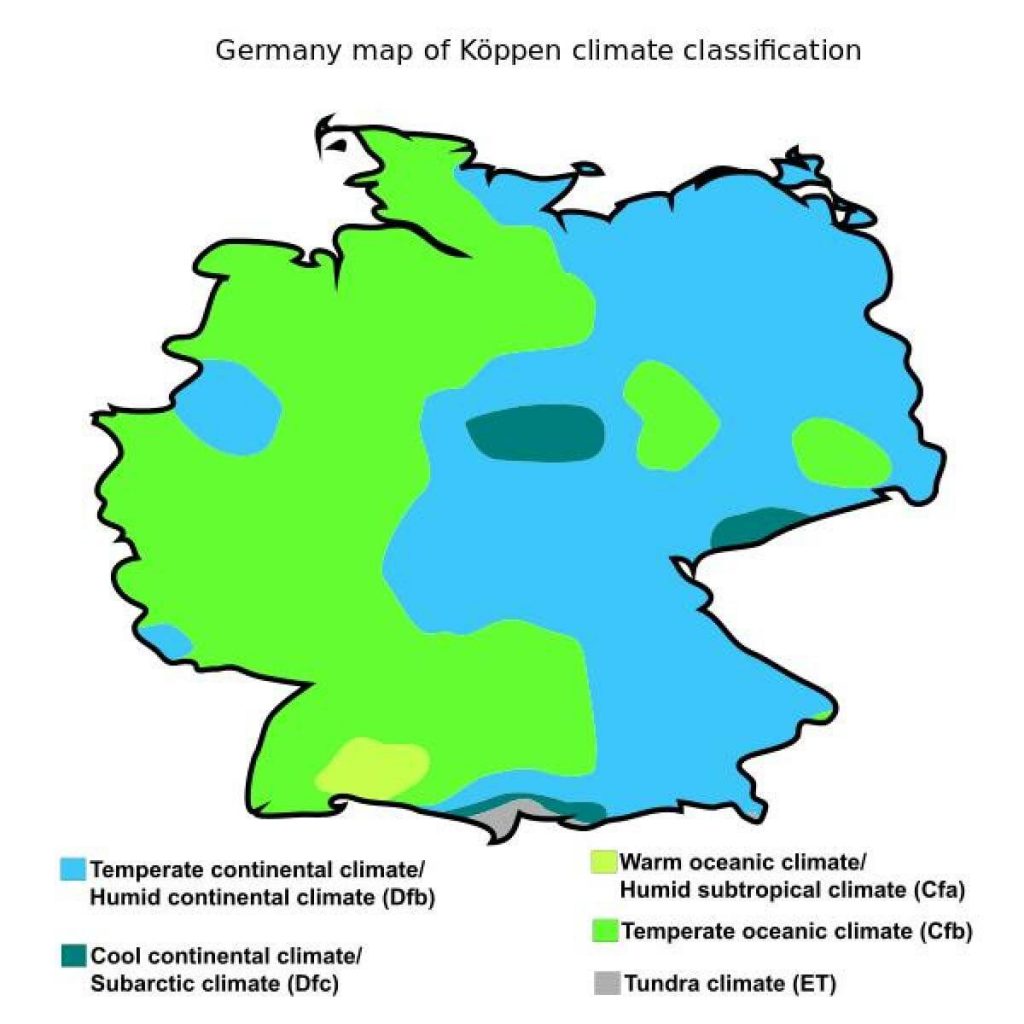 Germany map of Köppen climate classification
Temperate continental climate/
Humid continental climate (Dfb)
Cool continental climate/
Subarctic climate (Dfc)
Warm oceanic climate/
Humid subtropical climate (Cfa)
Temperate oceanic climate (Cfb)
Tundra climate (ET)